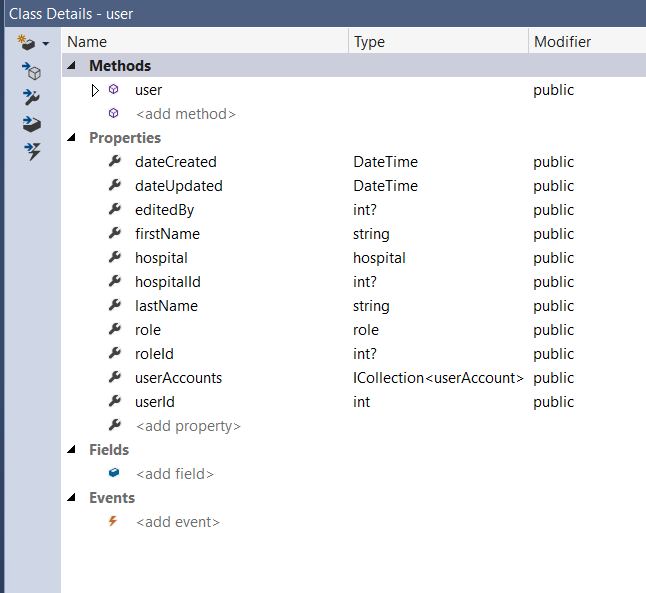 Class Details - user
Name Type Modifier
Methods
user public
<add method>
Properties
dateCreated DateTime public
dateUpdated DateTime public
editedBy int? public
firstName string public
hospital hospital public
hospitalId int? public
lastName string public
role role public
roleId int? public
userAccounts ICollection<userAccount> public
userId int public
<add property>
Fields
<add field>
Events
<add event>